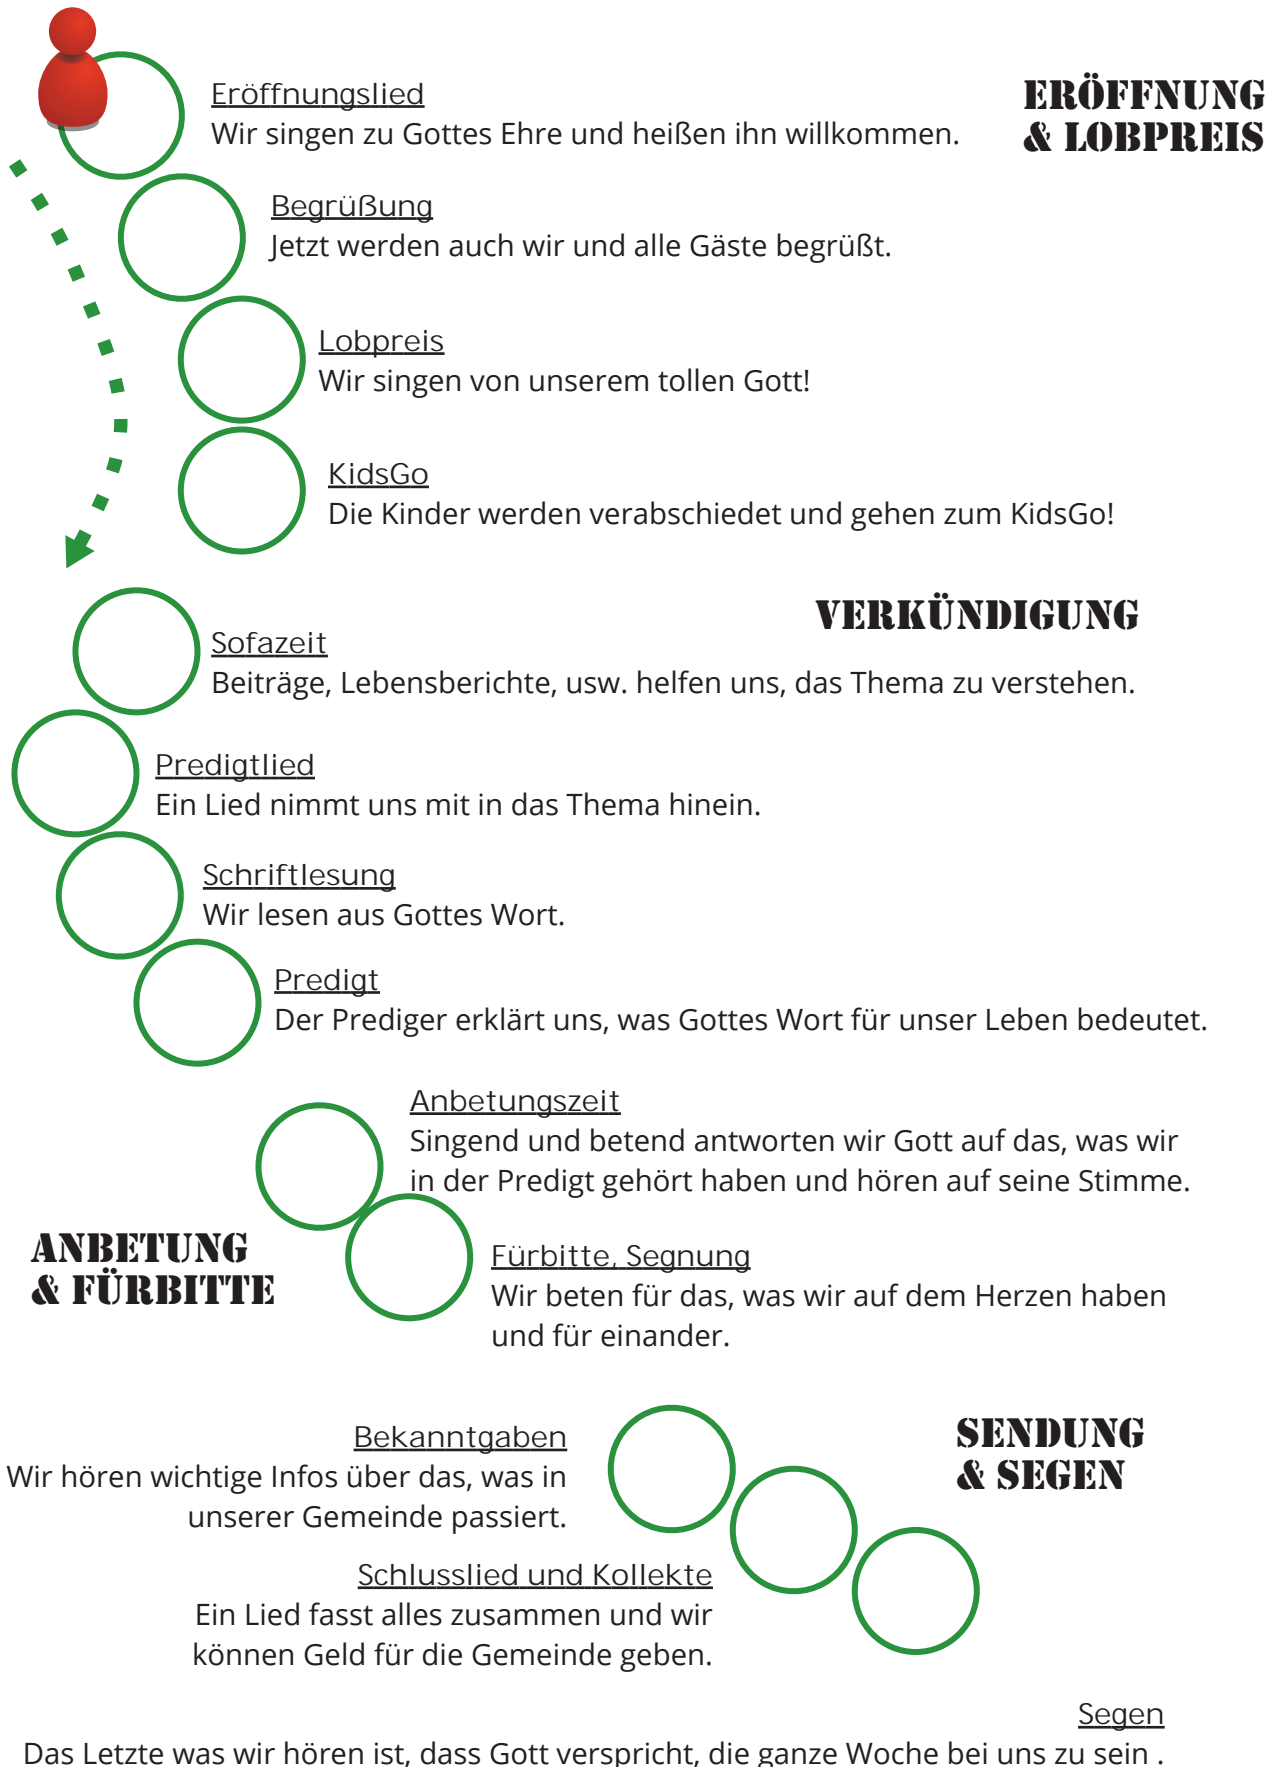 Eröffnungslied
Wir singen zu Gottes Ehre und heißen ihn willkommen.
ERÖFFNUNG
& LOBPREIS
Begrüßung
Jetzt werden auch wir und alle Gäste begrüßt.
Lobpreis
Wir singen von unserem tollen Gott!
KidsGo
Die Kinder werden verabschiedet und gehen zum KidsGo!
VERKÜNDIGUNG
Sofazeit
Beiträge, Lebensberichte, usw. helfen uns, das Thema zu verstehen.
Predigtlied
Ein Lied nimmt uns mit in das Thema hinein.
Schriftlesung
Wir lesen aus Gottes Wort.
Predigt
Der Prediger erklärt uns, was Gottes Wort für unser Leben bedeutet.
Anbetungszeit
Singend und betend antworten wir Gott auf das, was wir
in der Predigt gehört haben und hören auf seine Stimme.
ANBETUNG
& FÜRBITTE
Fürbitte, Segnung
Wir beten für das, was wir auf dem Herzen haben
und für einander.
SENDUNG
& SEGEN
Bekanntgaben
Wir hören wichtige Infos über das, was in
unserer Gemeinde passiert.
Schlusslied und Kollekte
Ein Lied fasst alles zusammen und wir
können Geld für die Gemeinde geben.
Segen
Das Letzte was wir hören ist, dass Gott verspricht, die ganze Woche bei uns zu sein .